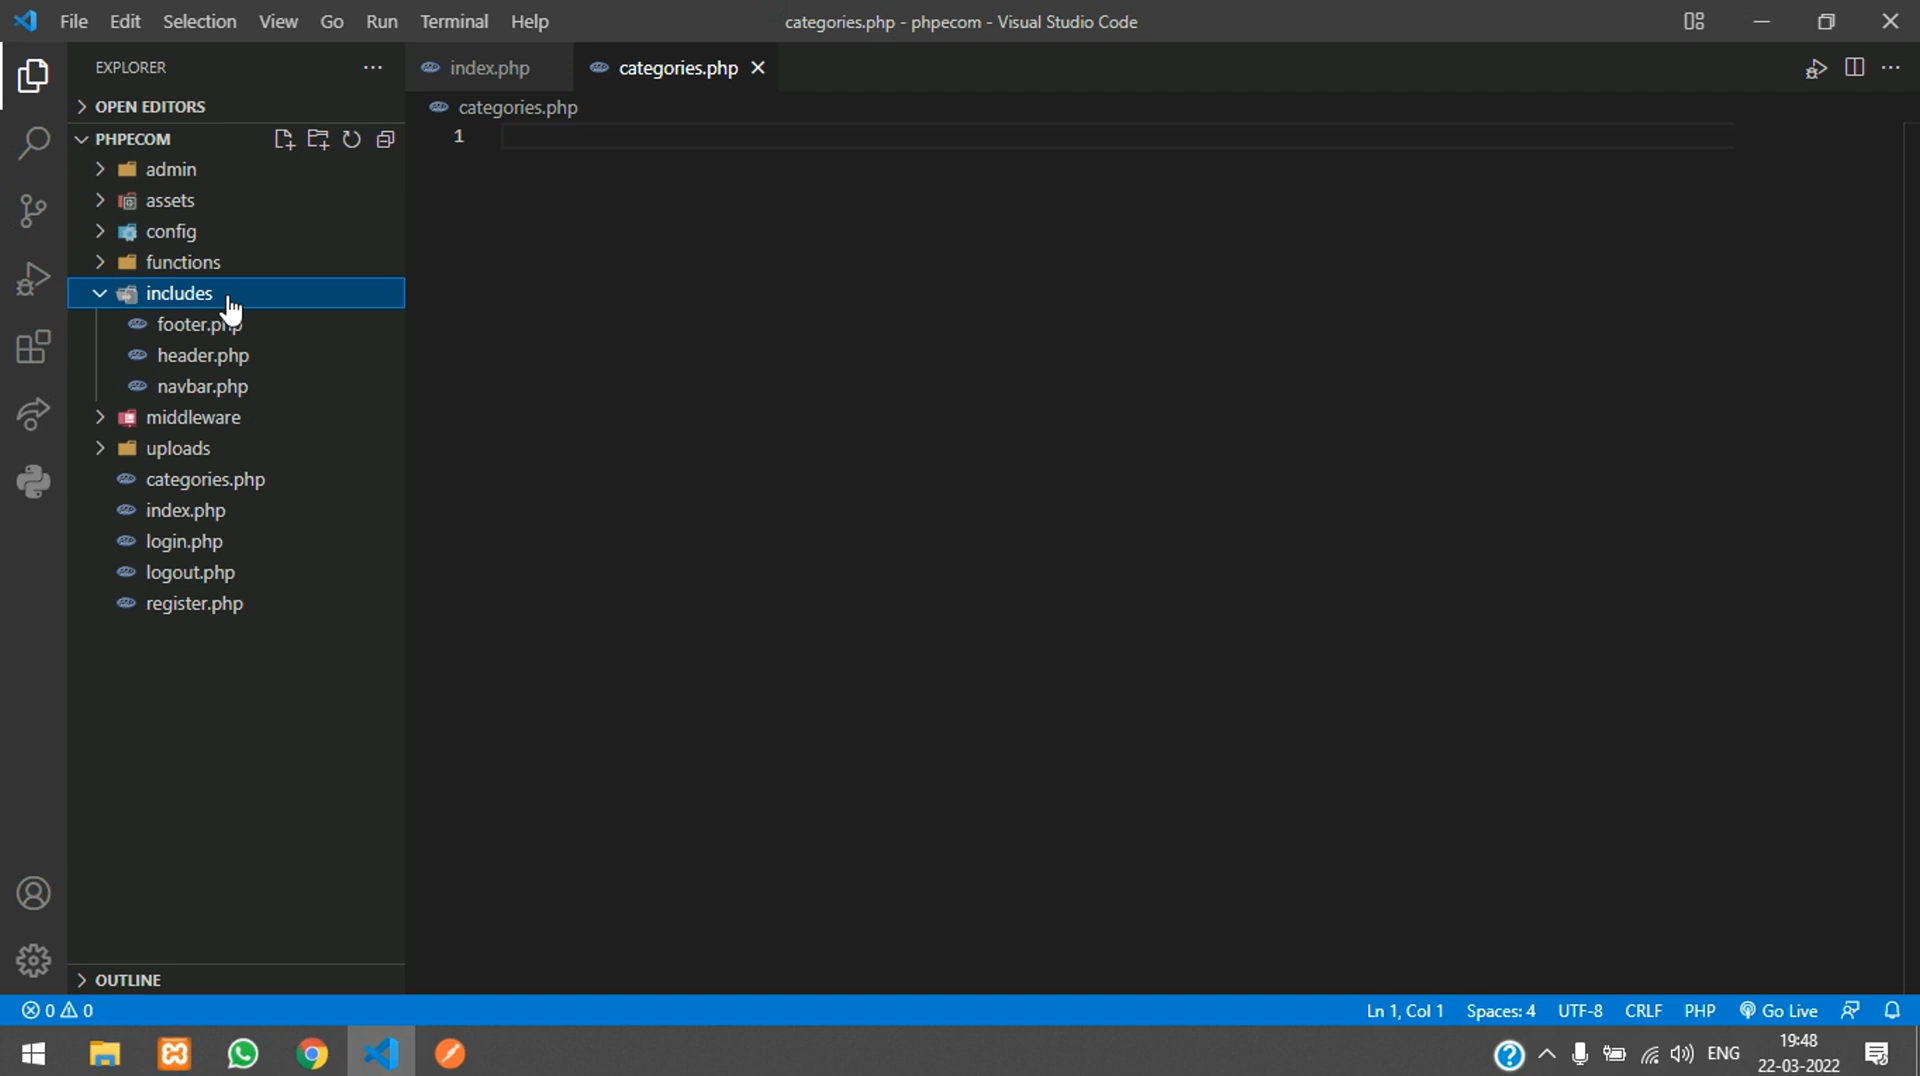 File Edit Selection View Go Run Terminal Help
categories.php - phpecom - Visual Studio Code
EXPLORER
index.php
categories.php
OPEN EDITORS
categories.php
PHPECOM
1
admin
assets
config
functions
includes
footer.php
header.php
navbar.php
middleware
uploads
categories.php
index.php
login.php
logout.php
register.php
OUTLINE
0 0
Ln 1, Col 1 Spaces: 4 UTF-8 CRLF PHP Go Live
ENG
19:48
22-03-2022